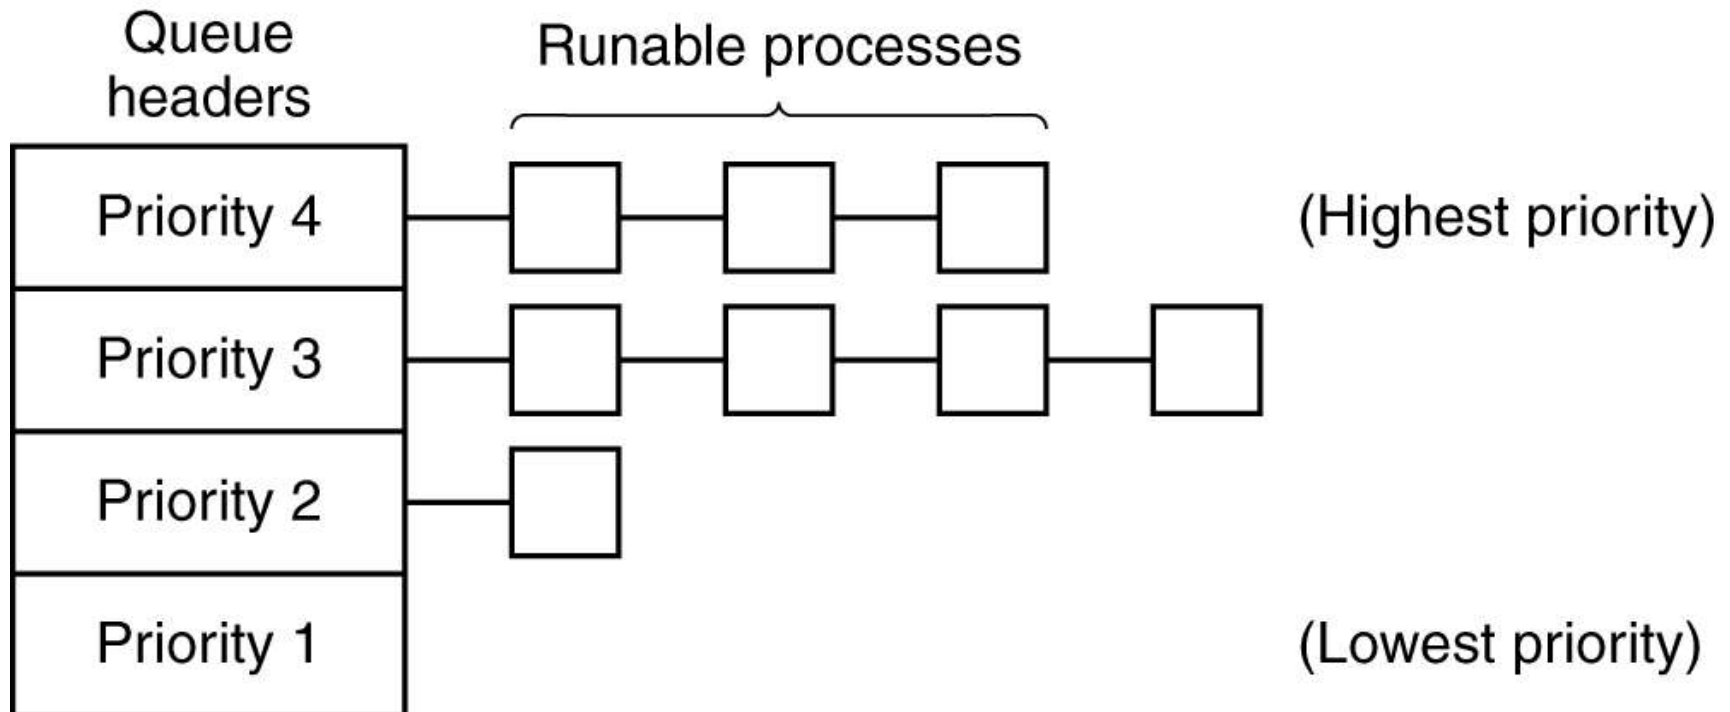 Queue
headers
Runable processes
Priority 4
(Highest priority)
Priority 3
Priority 2
Priority 1
(Lowest priority)